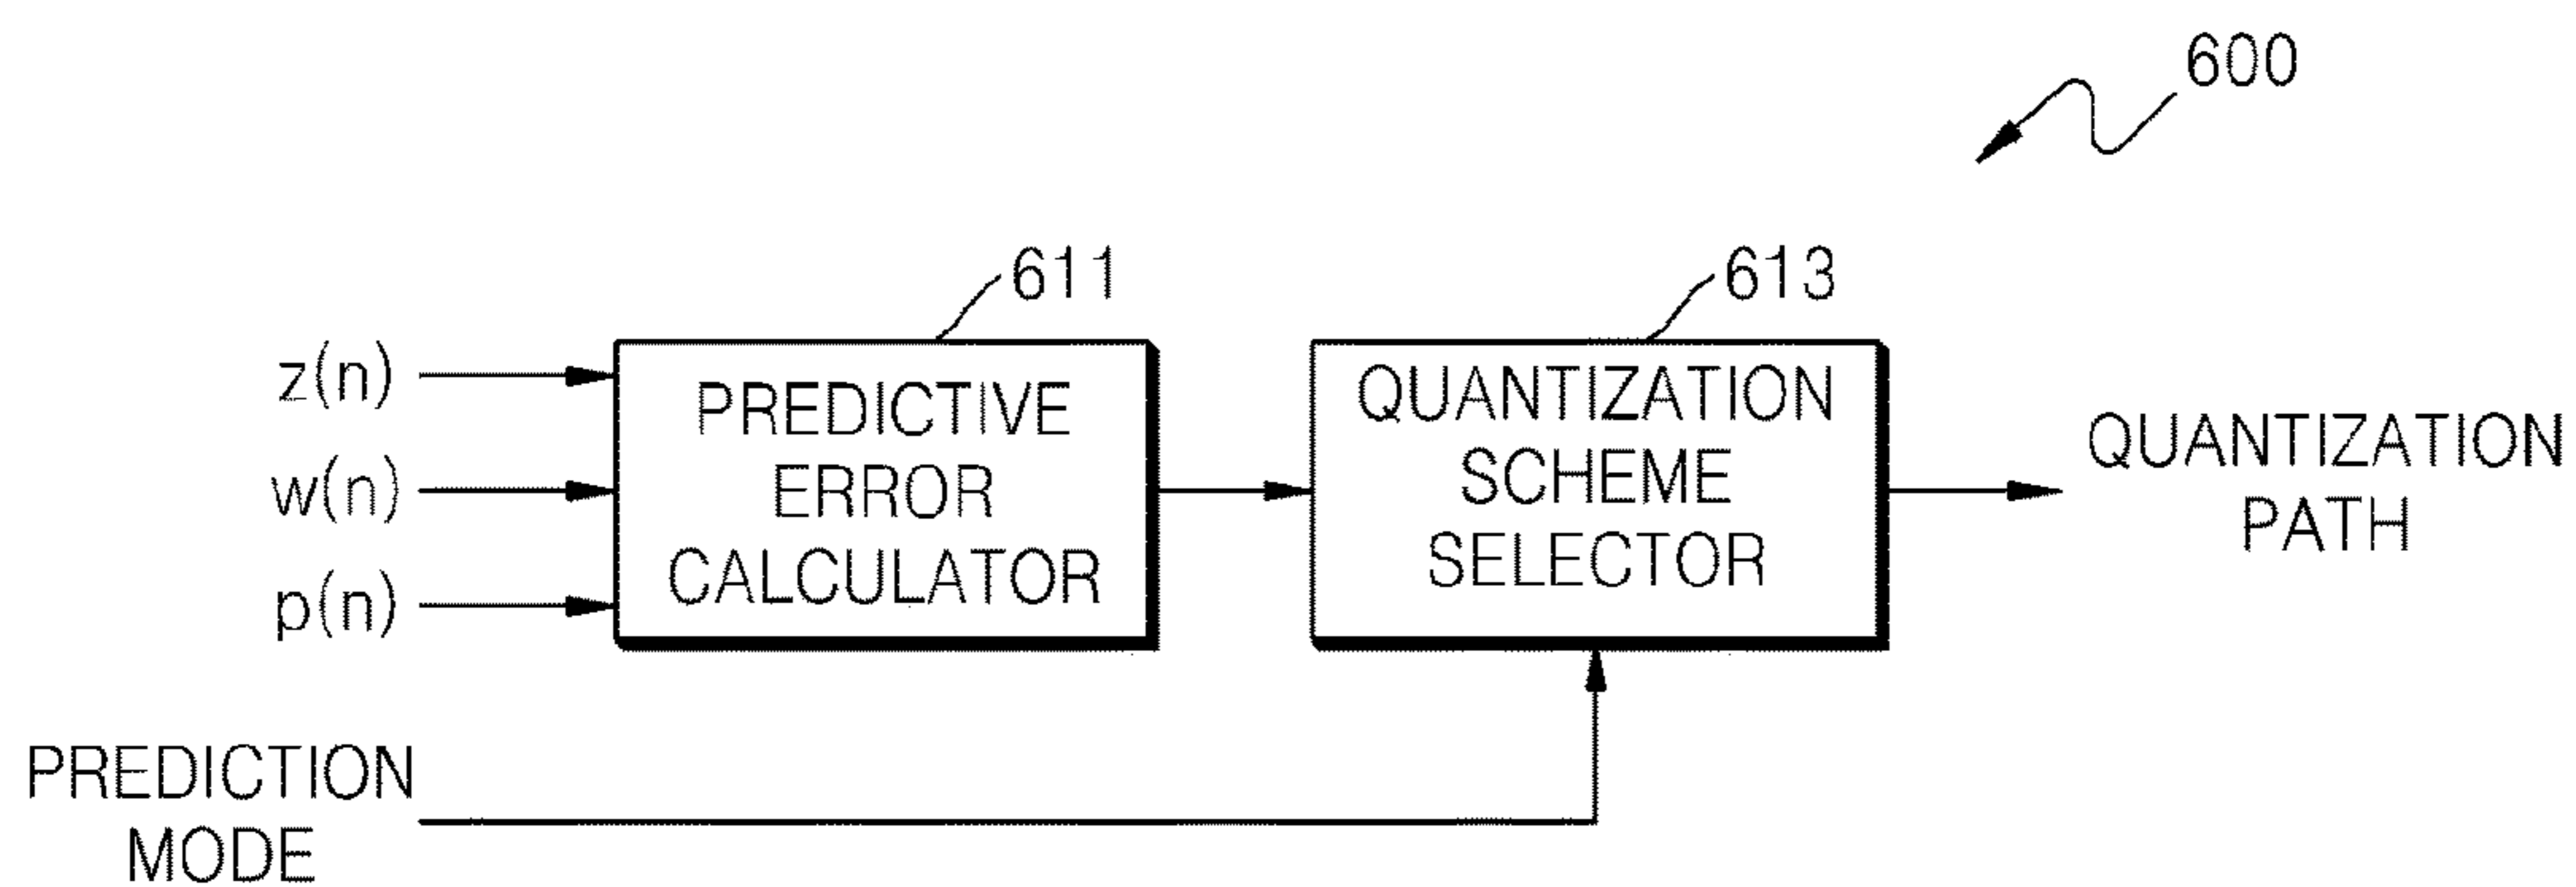 600
611
613
z(n)
w(n)
p(n)
PREDICTIVE
ERROR
CALCULATOR
QUANTIZATION
SCHEME
SELECTOR
QUANTIZATION
PATH
PREDICTION
MODE